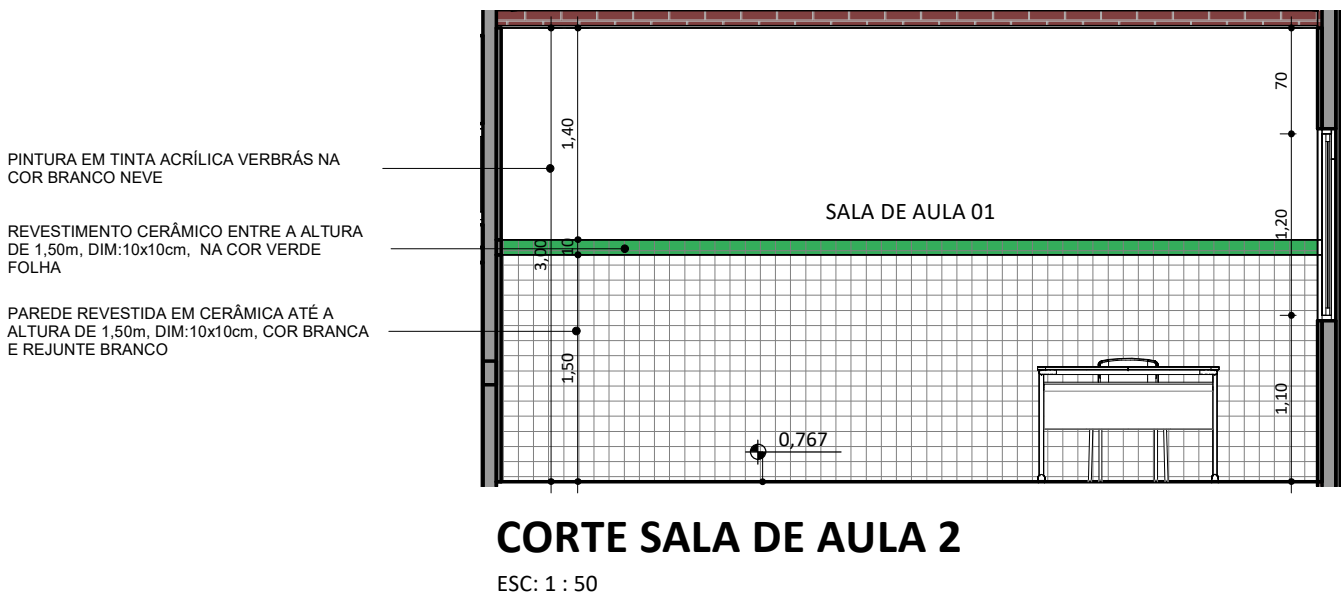 PINTURA EM TINTA ACRÍLICA VERBRÁS NA
COR BRANCO NEVE
REVESTIMENTO CERÂMICO ENTRE A ALTURA
DE 1,50m, DIM:10x10cm, NA COR VERDE
FOLHA
PAREDE REVESTIDA EM CERÂMICA ATÉ A
ALTURA DE 1,50m, DIM:10x10cm, COR BRANCA
E REJUNTE BRANCO
3,00
1,40
10
1,50
SALA DE AULA 01
0,767
70
1,20
1,10
CORTE SALA DE AULA 2
ESC: 1 : 50